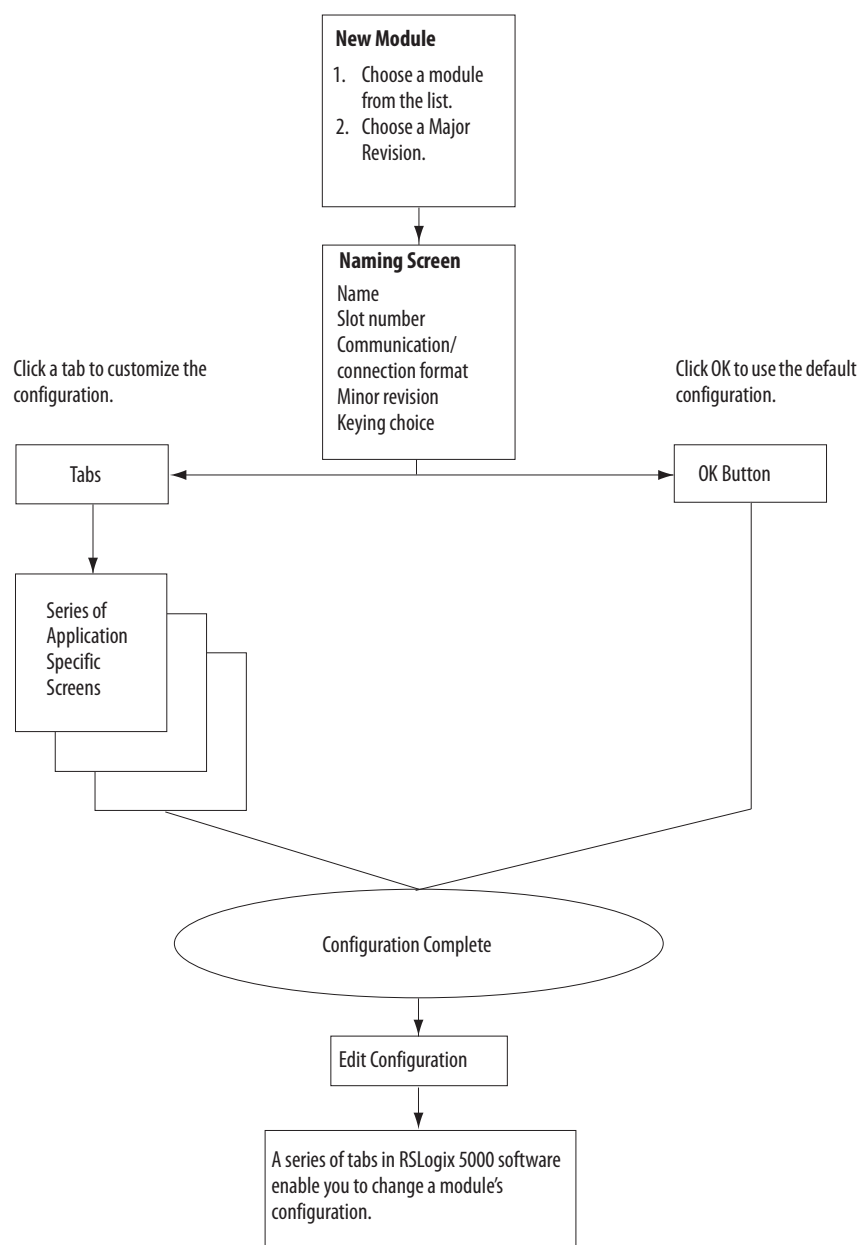 New Module
1. Choose a module
from the list.
2. Choose a Major
Revision.
Naming Screen
Name
Slot number
Communication/
connection format
Minor revision
Keying choice
Click a tab to customize the
configuration.
Click OK to use the default
configuration.
Tabs
OK Button
Series of
Application
Specific
Screens
Configuration Complete
Edit Configuration
A series of tabs in RSLogix 5000 software
enable you to change a module’s
configuration.